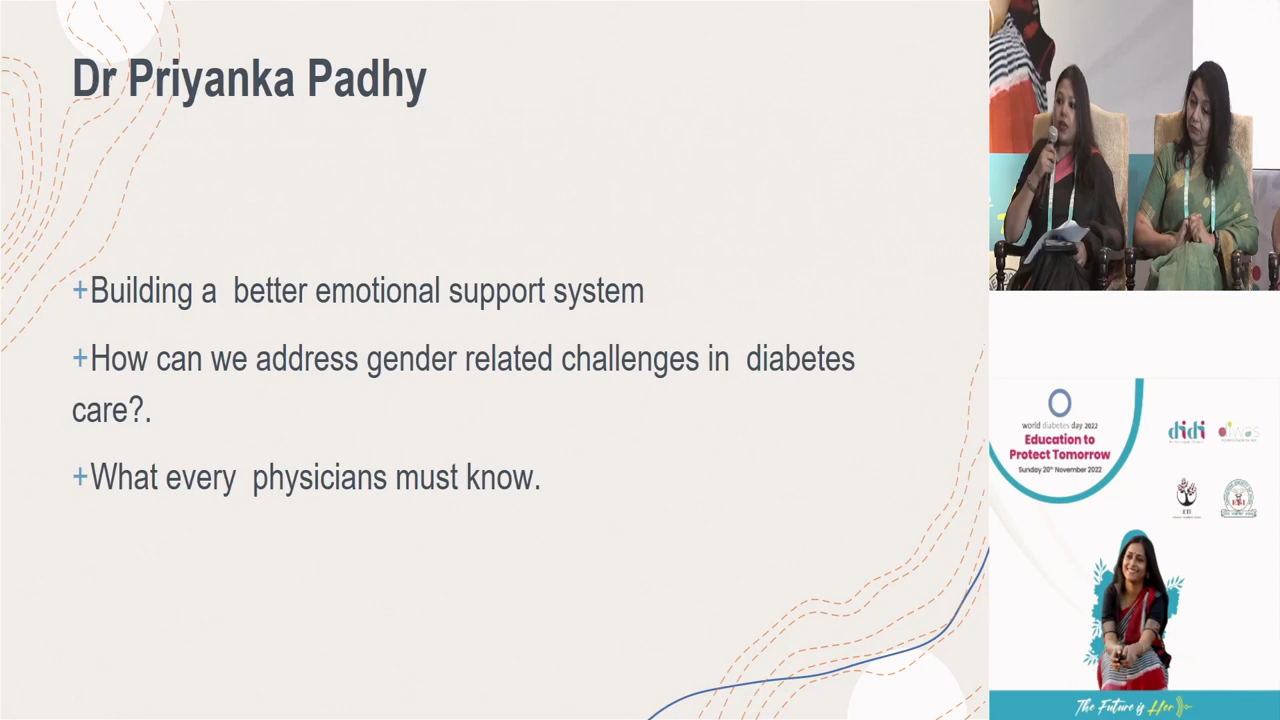 Dr Priyanka Padhy
+Building a better emotional support system
+How can we address gender related challenges in diabetes
care?.
+What every physicians must know.
world diabetes day 2022
Education to
Protect Tomorrow
Sunday 20th November 2022
didi
The Future is Her